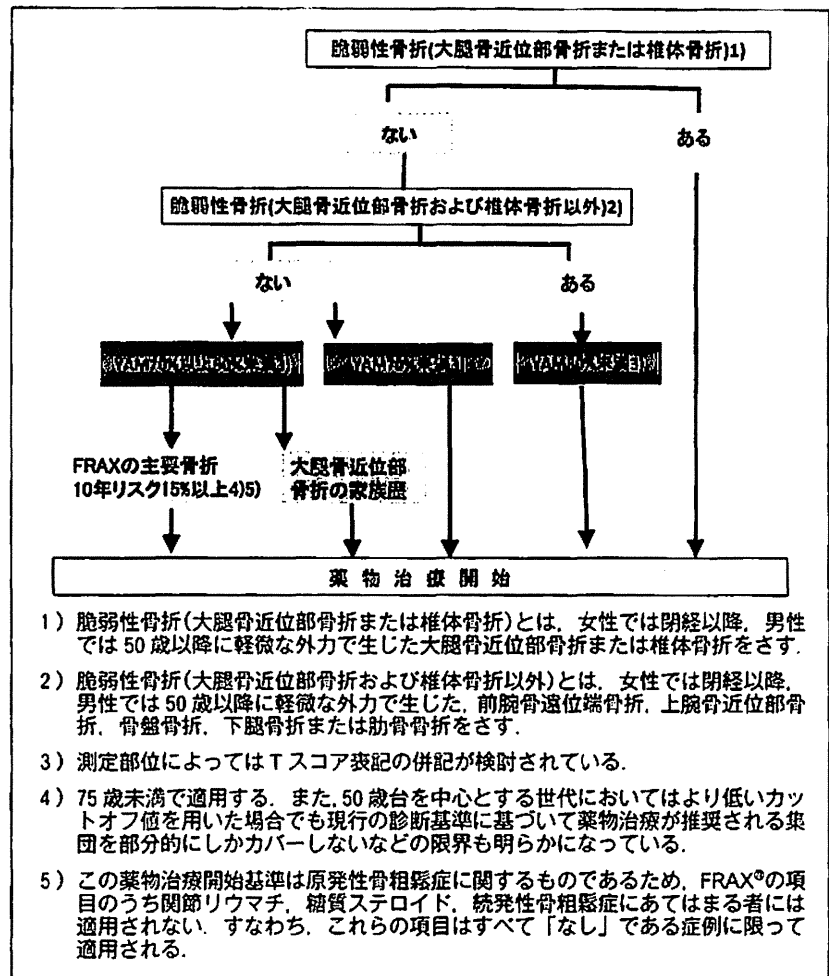 脆弱性骨折(大腿骨近位部骨折または椎体骨折)1)
ない
ある
脆弱性骨折(大腿骨近位部骨折および椎体骨折以外)2)
ない
ある
FRAXの主要骨折
10年リスク15%以上4)5)
大腿骨近位部
骨折の家族歴
薬物治療開始
1) 脆弱性骨折(大腿骨近位部骨折または椎体骨折)とは, 女性では閉経以降, 男性
では50歳以降に軽微な外力で生じた大腿骨近位部骨折または椎体骨折をさす.
2) 脆弱性骨折(大腿骨近位部骨折および椎体骨折以外)とは, 女性では閉経以降,
男性では50歳以降に軽微な外力で生じた, 前腕骨遠位端骨折, 上腕骨近位部骨
折, 骨盤骨折, 下腿骨折または肋骨骨折をさす.
3) 測定部位によってはTスコア表記の併記が検討されている.
4) 75歳未満で適用する. また, 50歳台を中心とする世代においてはより低いカッ
トオフ値を用いた場合でも現行の診断基準に基づいて薬物治療が推奨される集
団を部分的にしかカバーしないなどの限界も明らかになっている.
5) この薬物治療開始基準は原発性骨粗鬆症に関するものであるため, FRAX®の項
目のうち関節リウマチ, 糖質ステロイド, 続発性骨粗鬆症にあてはまる者には
適用されない. すなわち, これらの項目はすべて「なし」である症例に限って
適用される.